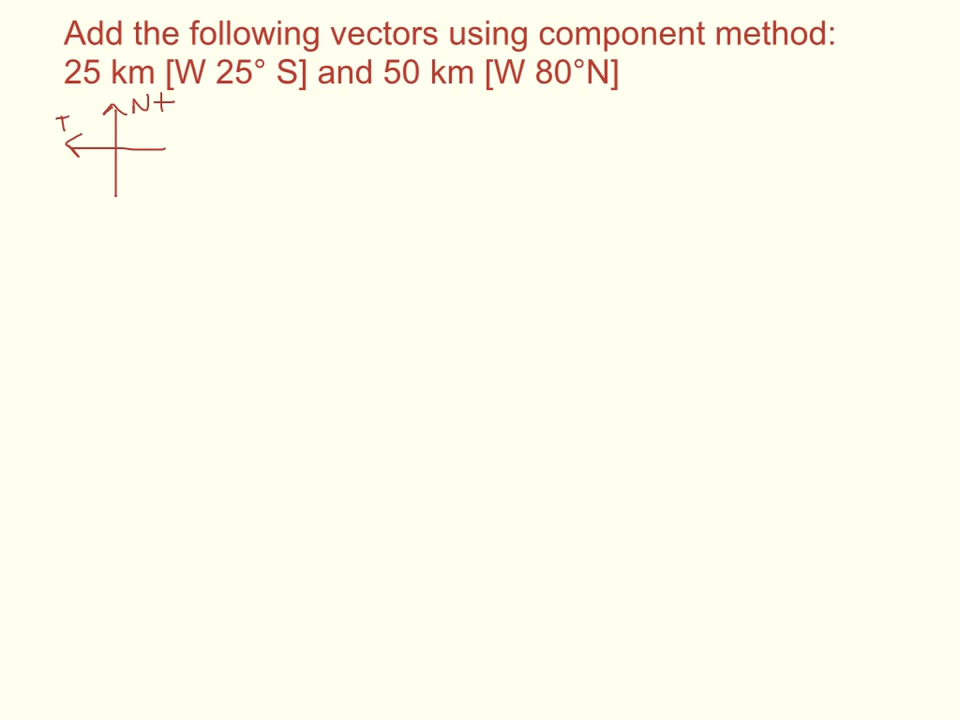 Add the following vectors using component method:
25 km [W 25° S] and 50 km [W 80°N]
N+
+